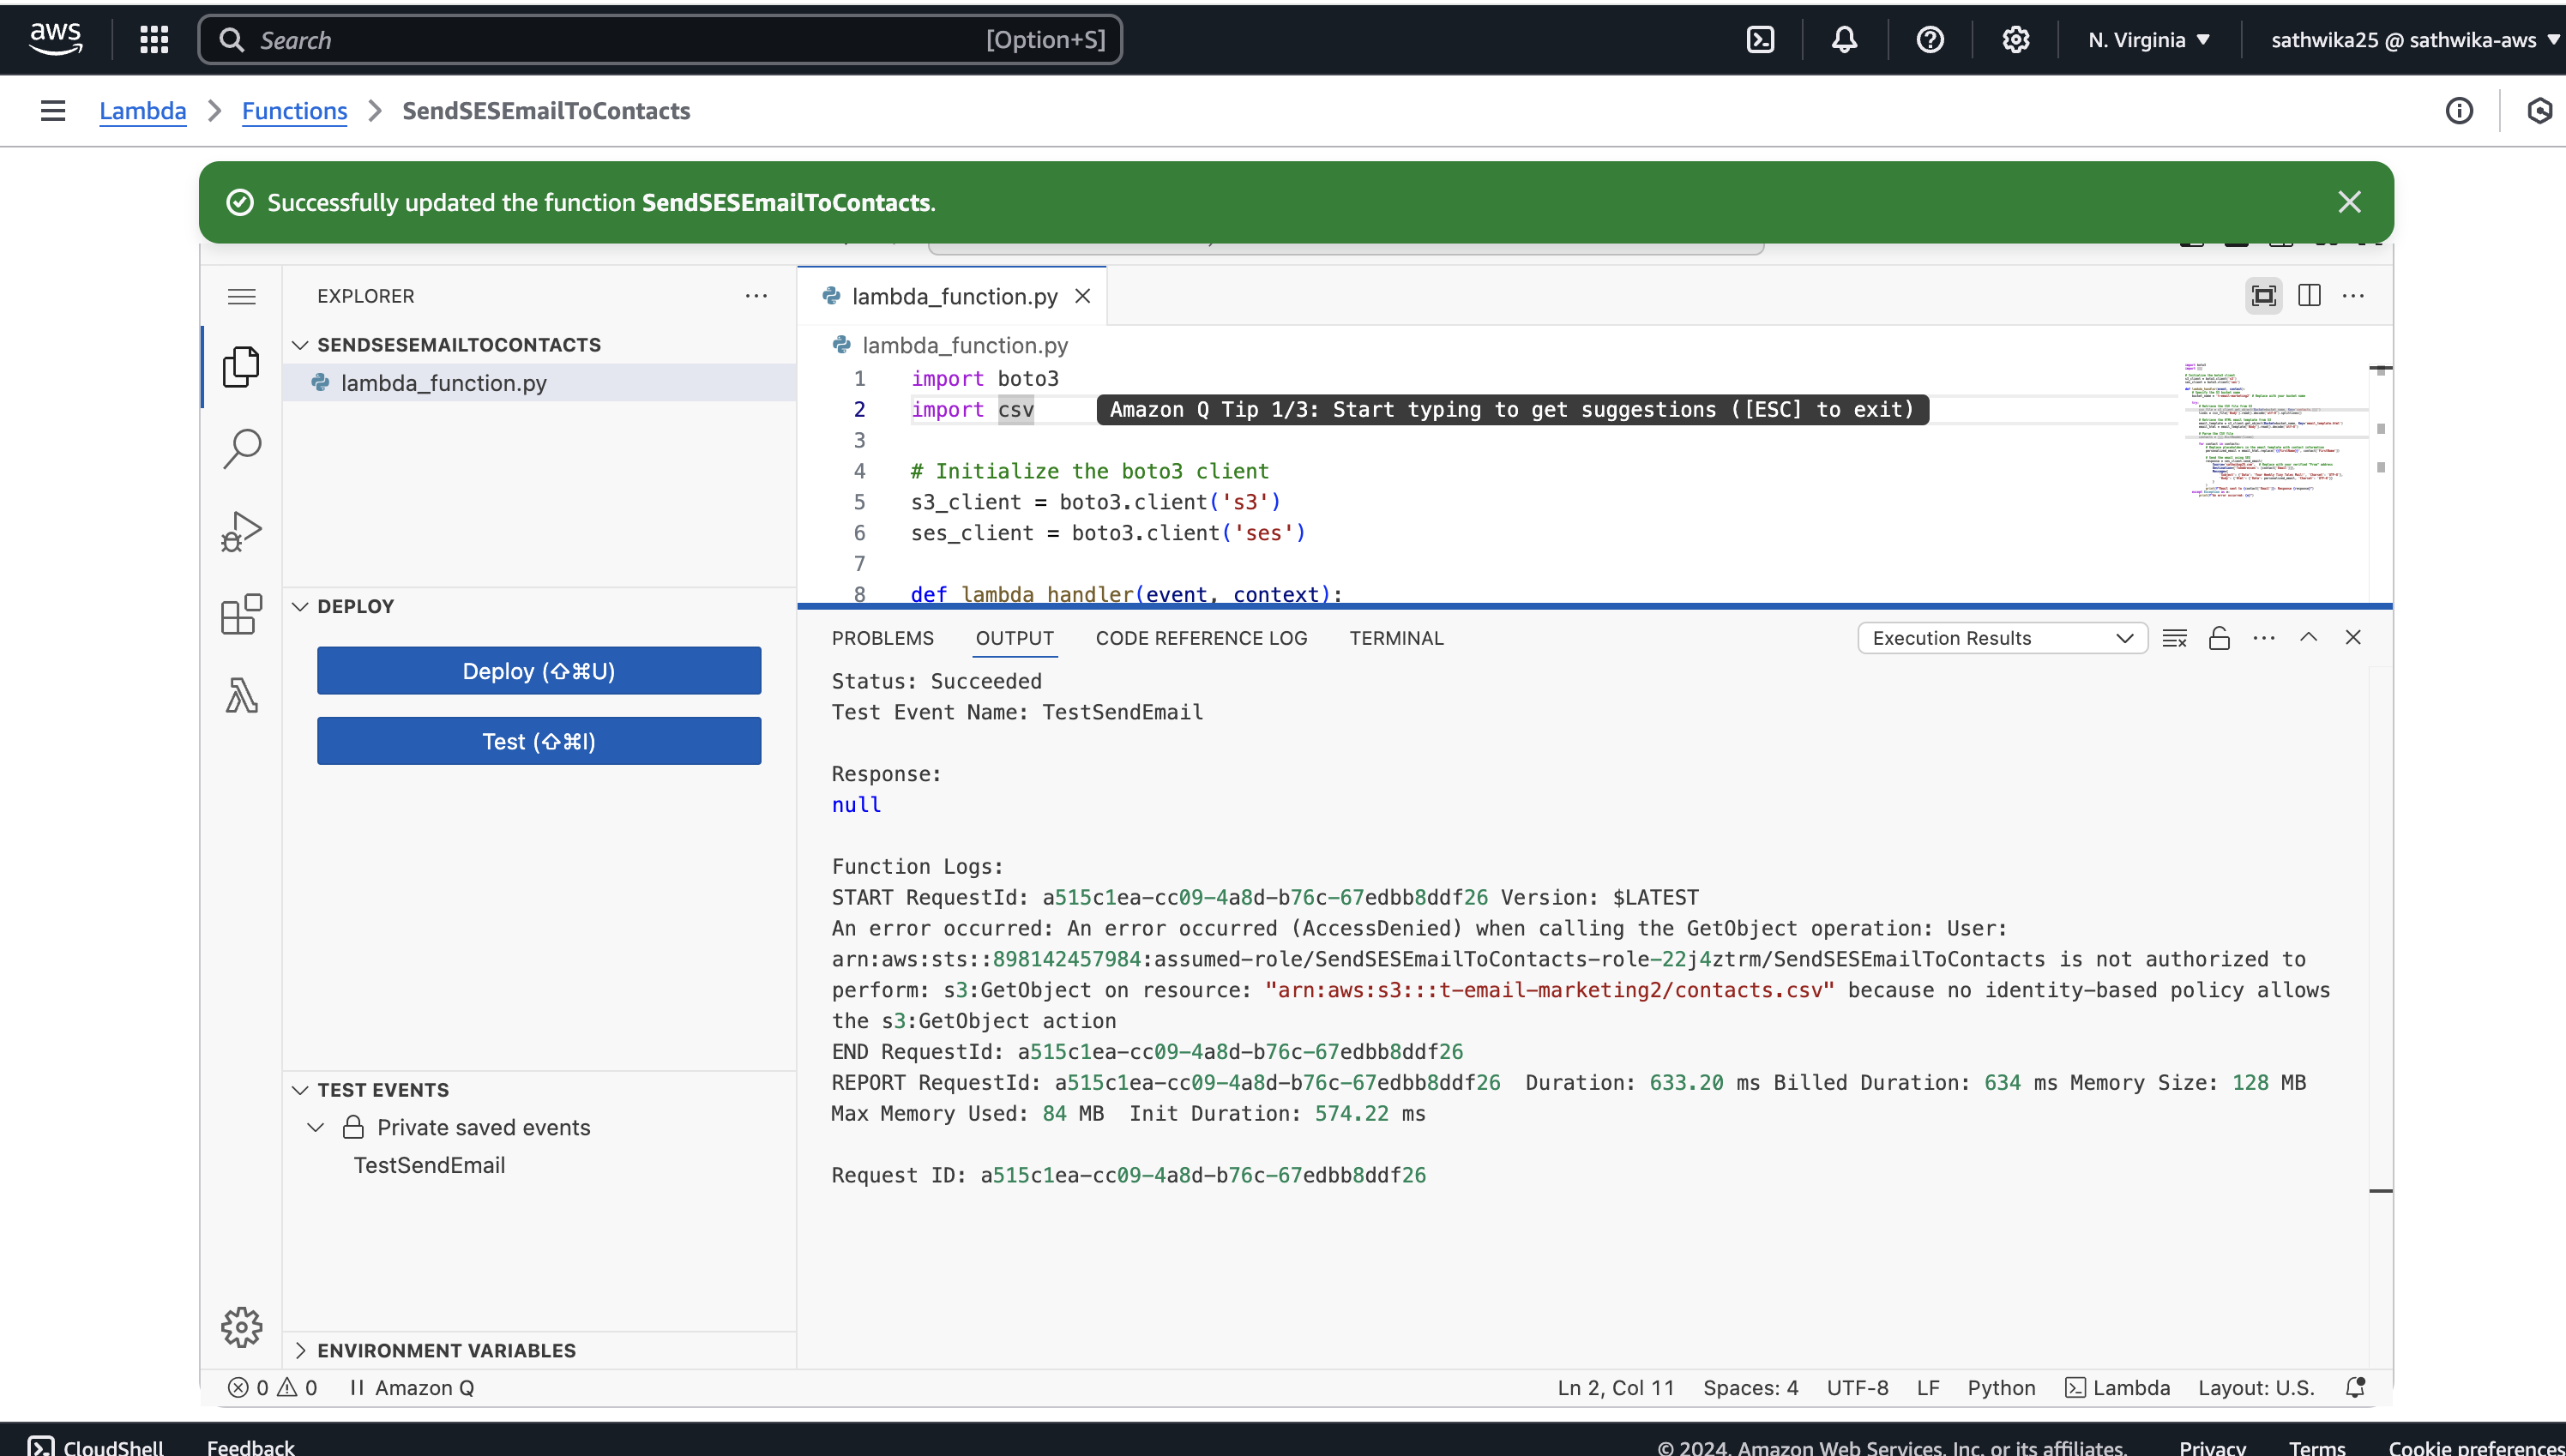 aws
Search
[Option+S]
N. Virginia
sathwika25 @ sathwika-aws
Lambda
Functions
SendSESEmailToContacts
Successfully updated the function SendSESEmailToContacts.
EXPLORER
SENDSESEMAILTOCONTACTS
lambda_function.py
DEPLOY
Deploy (⇧⌘U)
Test (⇧⌘I)
TEST EVENTS
Private saved events
TestSendEmail
ENVIRONMENT VARIABLES
lambda_function.py
lambda_function.py
1 import boto3
2 import csv
Amazon Q Tip 1/3: Start typing to get suggestions ([ESC] to exit)
3
4 # Initialize the boto3 client
5 s3_client = boto3.client('s3')
6 ses_client = boto3.client('ses')
7
8 def lambda_handler(event, context):
PROBLEMS
OUTPUT
CODE REFERENCE LOG
TERMINAL
Execution Results
Status: Succeeded
Test Event Name: TestSendEmail
Response:
null
Function Logs:
START RequestId: a515c1ea-cc09-4a8d-b76c-67edbb8ddf26 Version: $LATEST
An error occurred: An error occurred (AccessDenied) when calling the GetObject operation: User:
arn:aws:sts::898142457984:assumed-role/SendSESEmailToContacts-role-22j4ztrm/SendSESEmailToContacts is not authorized to
perform: s3:GetObject on resource: "arn:aws:s3:::t-email-marketing2/contacts.csv" because no identity-based policy allows
the s3:GetObject action
END RequestId: a515c1ea-cc09-4a8d-b76c-67edbb8ddf26
REPORT RequestId: a515c1ea-cc09-4a8d-b76c-67edbb8ddf26 Duration: 633.20 ms Billed Duration: 634 ms Memory Size: 128 MB
Max Memory Used: 84 MB Init Duration: 574.22 ms
Request ID: a515c1ea-cc09-4a8d-b76c-67edbb8ddf26
0 0 Amazon Q
Ln 2, Col 11 Spaces: 4 UTF-8 LF Python Lambda Layout: U.S.
CloudShell Feedback
© 2024, Amazon Web Services, Inc. or its affiliates. Privacy Terms Cookie preferences